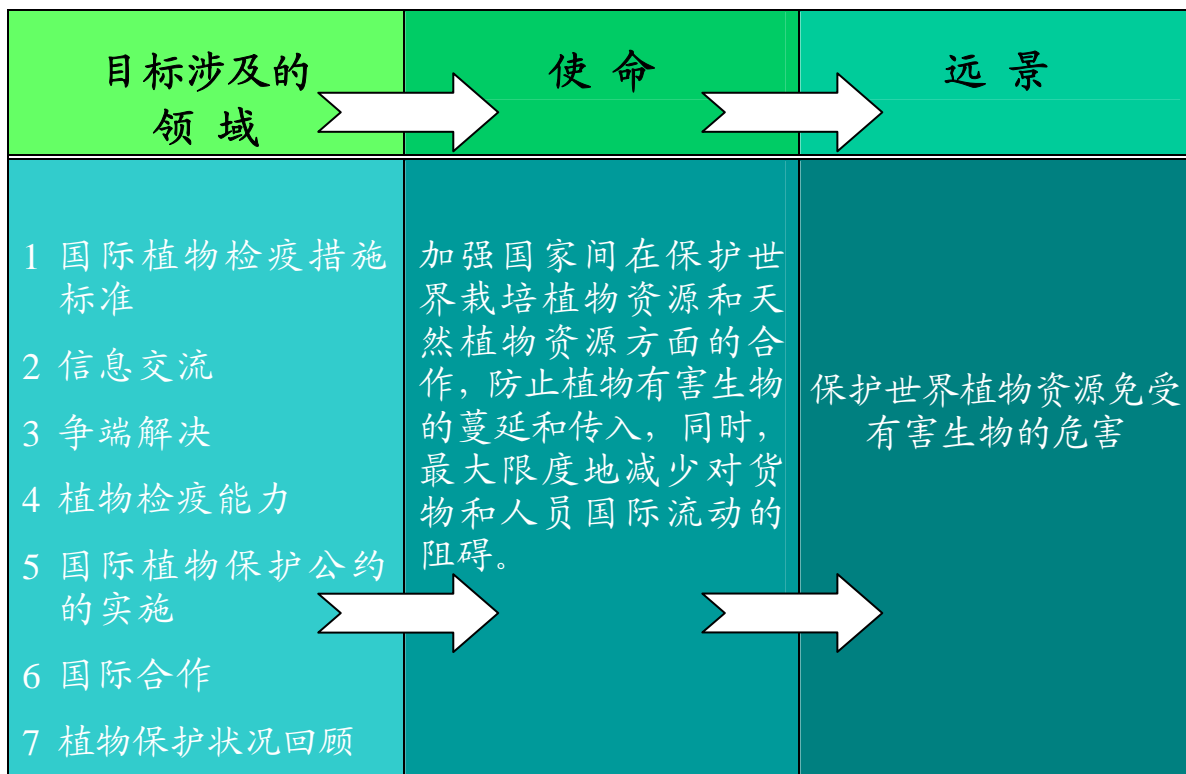 目标涉及的
领 域
使 命
远 景
1 国际植物检疫措施
标准
2 信息交流
3 争端解决
4 植物检疫能力
5 国际植物保护公约
的实施
6 国际合作
7 植物保护状况回顾
加强国家间在保护世
界栽培植物资源和天
然植物资源方面的合
作，防止植物有害生物
的蔓延和传入，同时，
最大限度地减少对货
物和人员国际流动的
阻碍。
保护世界植物资源免受
有害生物的危害